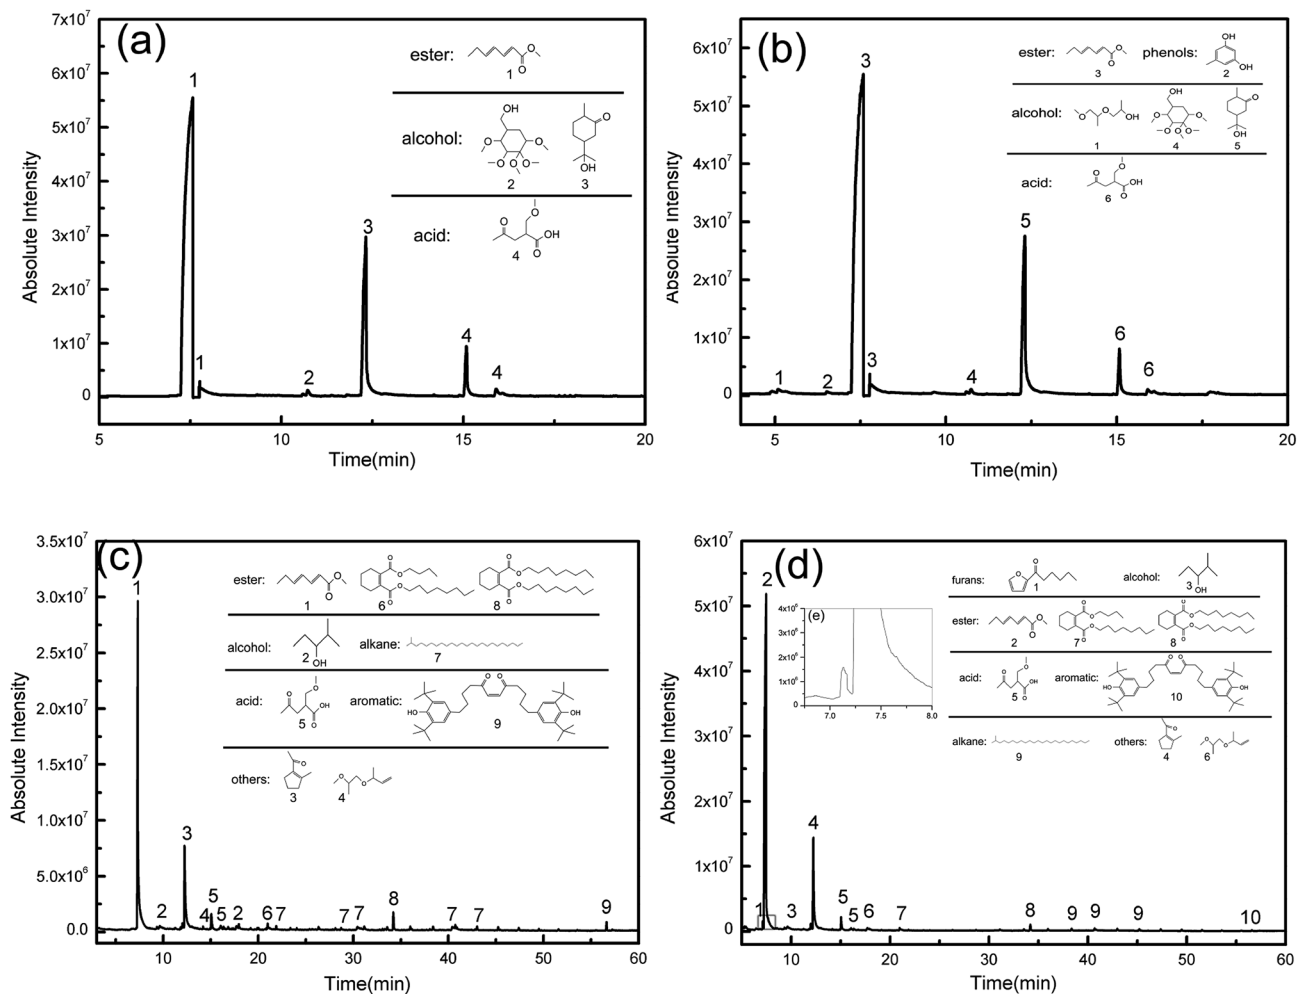 (a)
7x10⁷
6x10⁷
5x10⁷
4x10⁷
3x10⁷
2x10⁷
1x10⁷
0
Absolute Intensity
5
10
15
20
Time(min)
1
1
2
3
4
4
ester:
O
O
1
alcohol:
OH
O
O
O
O
O
2
O
OH
3
acid:
O
O
OH
O
4
(b)
6x10⁷
5x10⁷
4x10⁷
3x10⁷
2x10⁷
1x10⁷
0
Absolute Intensity
5
10
15
20
Time(min)
1
2
3
3
4
5
6
6
ester:
O
O
3
phenols:
OH
OH
2
alcohol:
O
O
OH
1
OH
O
O
O
O
4
O
OH
5
acid:
O
O
OH
O
6
(c)
3.5x10⁷
3.0x10⁷
2.5x10⁷
2.0x10⁷
1.5x10⁷
1.0x10⁷
5.0x10⁶
0.0
Absolute Intensity
10
20
30
40
50
60
Time(min)
1
2
3
4
5
5
2
6
7
7
7
8
7
7
9
ester:
O
O
1
O
O
O
O
6
O
O
O
O
8
alcohol:
2
OH
alkane:
7
acid:
O
O
OH
O
5
aromatic:
O
O
HO
OH
9
others:
O
3
O
O
4
(d)
6x10⁷
5x10⁷
4x10⁷
3x10⁷
2x10⁷
1x10⁷
0
Absolute Intensity
10
20
30
40
50
60
Time(min)
1
2
3
4
5
5
6
7
8
9
9
9
10
(e)
4x10⁶
3x10⁶
2x10⁶
1x10⁶
0
7.0
7.5
8.0
furans:
O
O
1
alcohol:
3
OH
ester:
O
O
2
O
O
O
O
7
O
O
O
O
8
acid:
O
O
OH
O
5
aromatic:
O
O
HO
OH
10
alkane:
9
others:
O
4
O
O
6